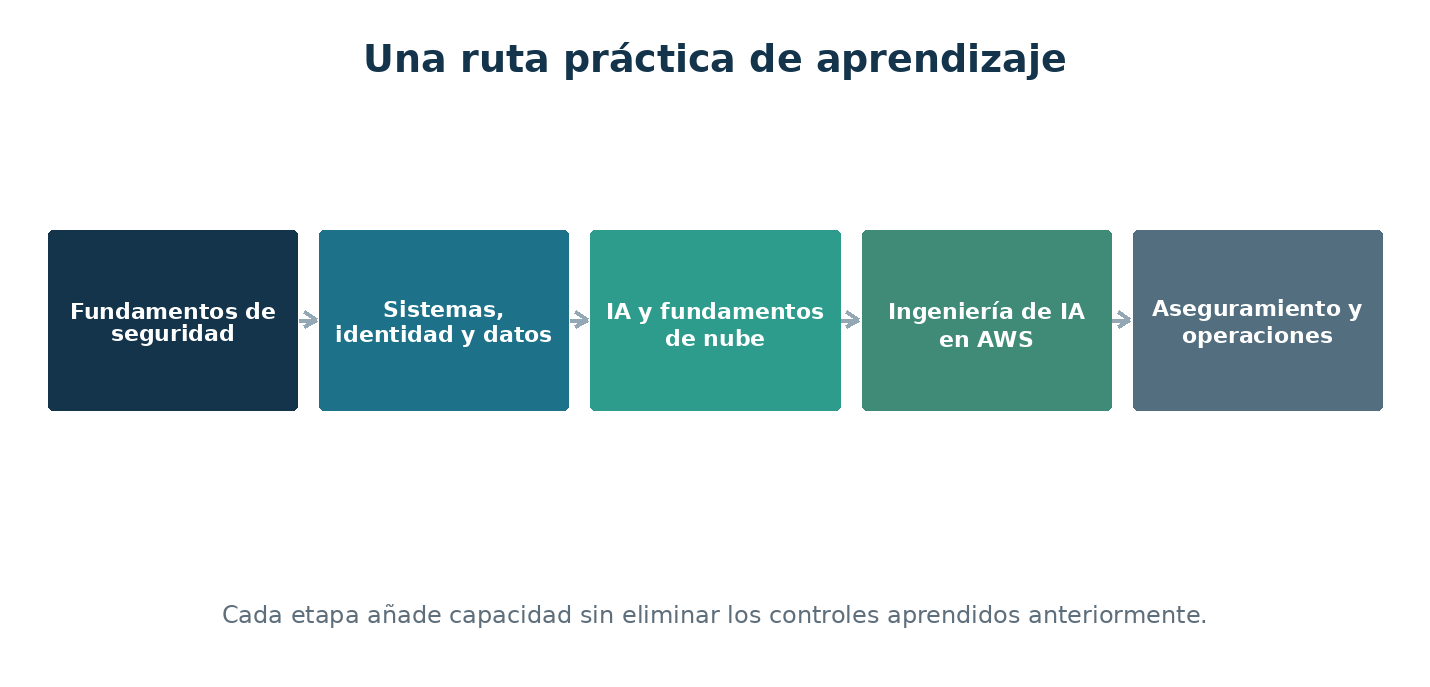 Una ruta práctica de aprendizaje
Fundamentos de
seguridad
Sistemas,
identidad y datos
IA y fundamentos
de nube
Ingeniería de IA
en AWS
Aseguramiento y
operaciones
Cada etapa añade capacidad sin eliminar los controles aprendidos anteriormente.